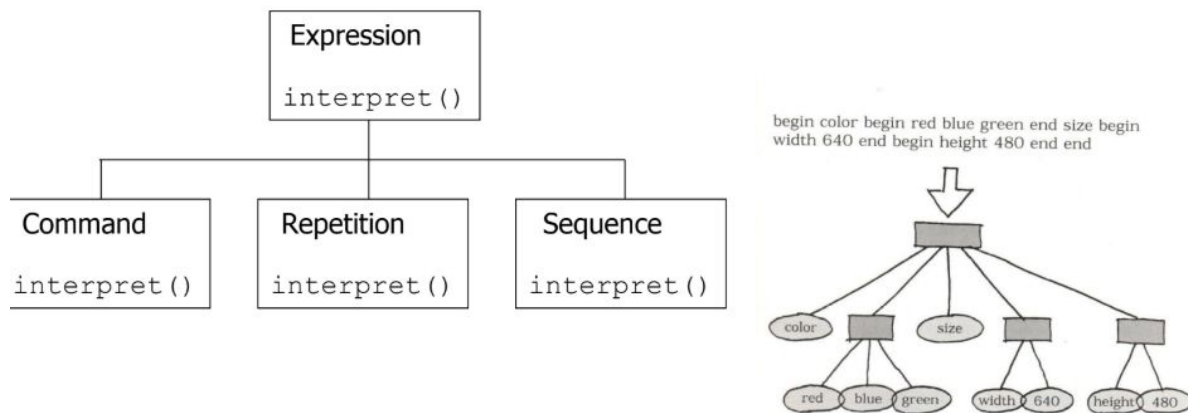 Expression
interpret()
Command
interpret()
Repetition
interpret()
Sequence
interpret()
begin color begin red blue green end size begin
width 640 end begin height 480 end end
color
size
red blue green
width 640
height 480